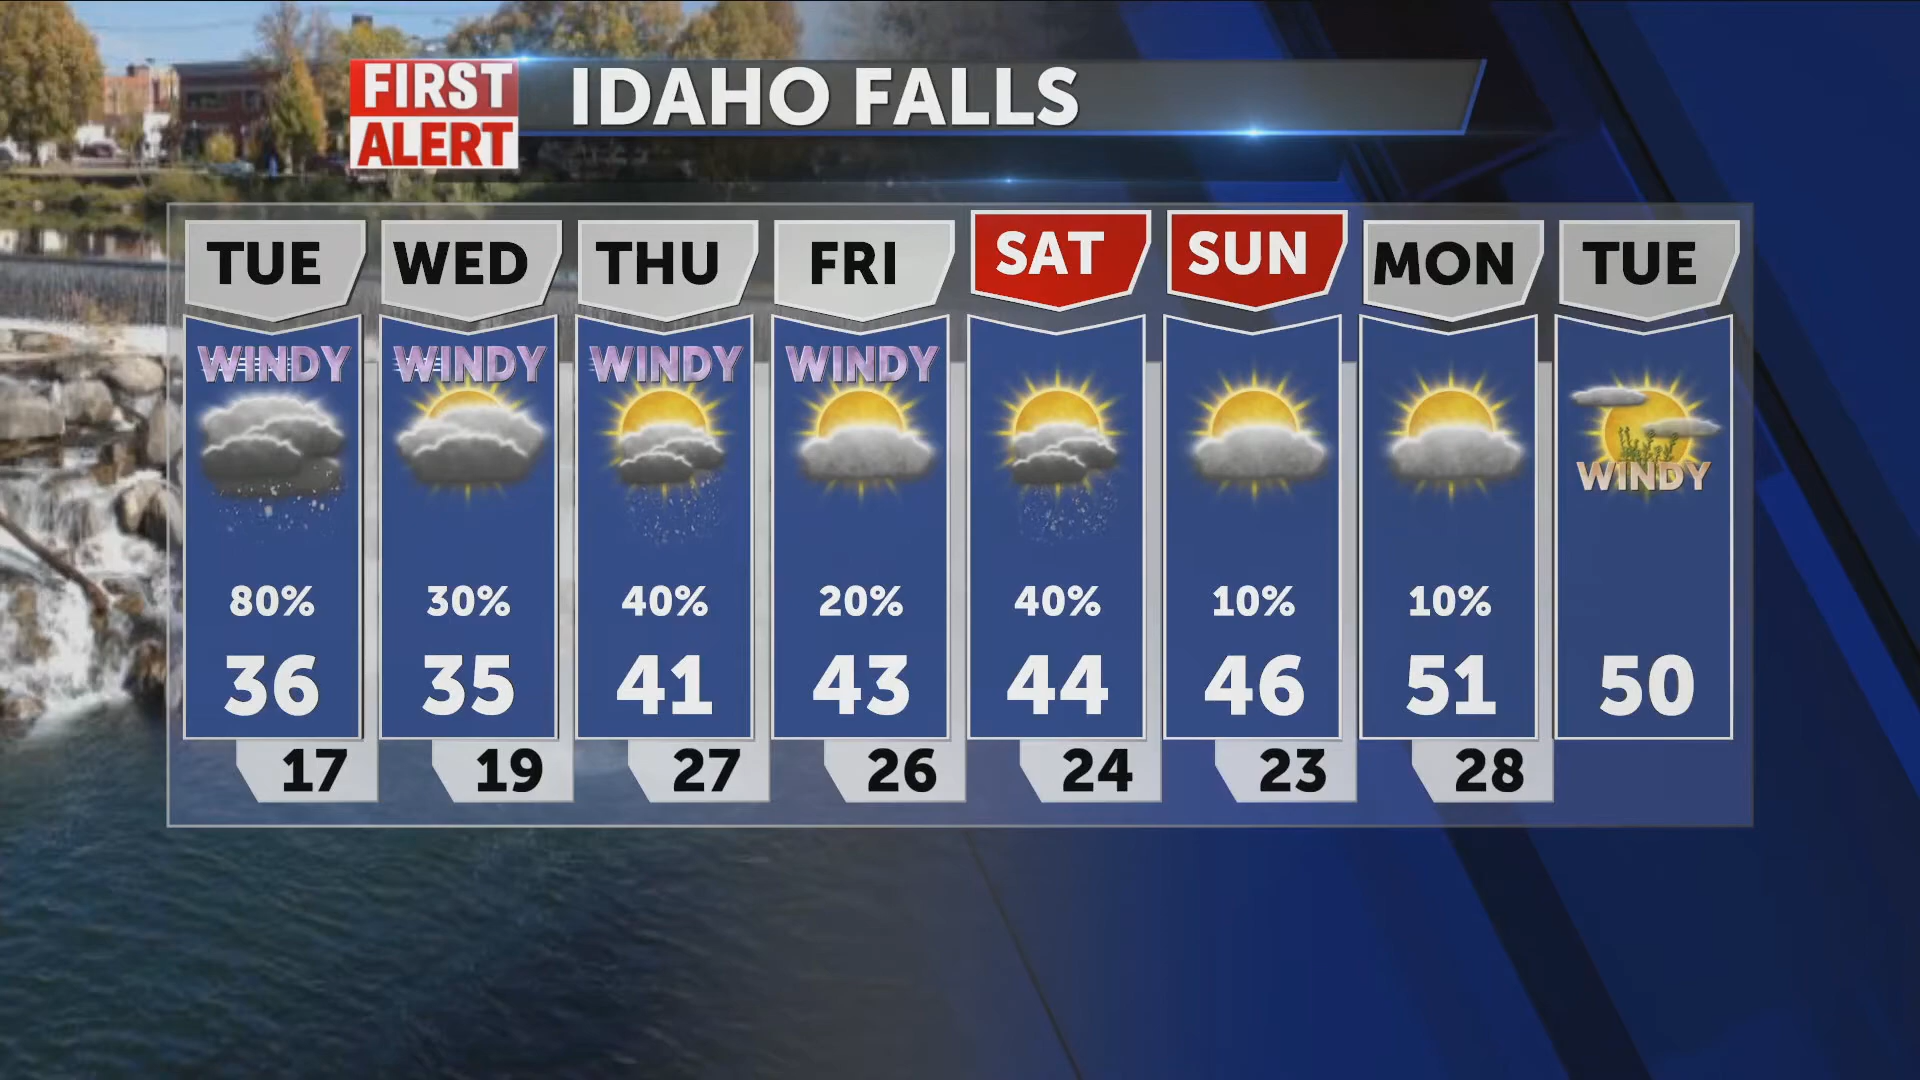 FIRST
ALERT
IDAHO FALLS
TUE WED THU FRI SAT SUN MON TUE
WINDY WINDY WINDY WINDY
WINDY
80% 30% 40% 20% 40% 10% 10%
36 35 41 43 44 46 51 50
17 19 27 26 24 23 28